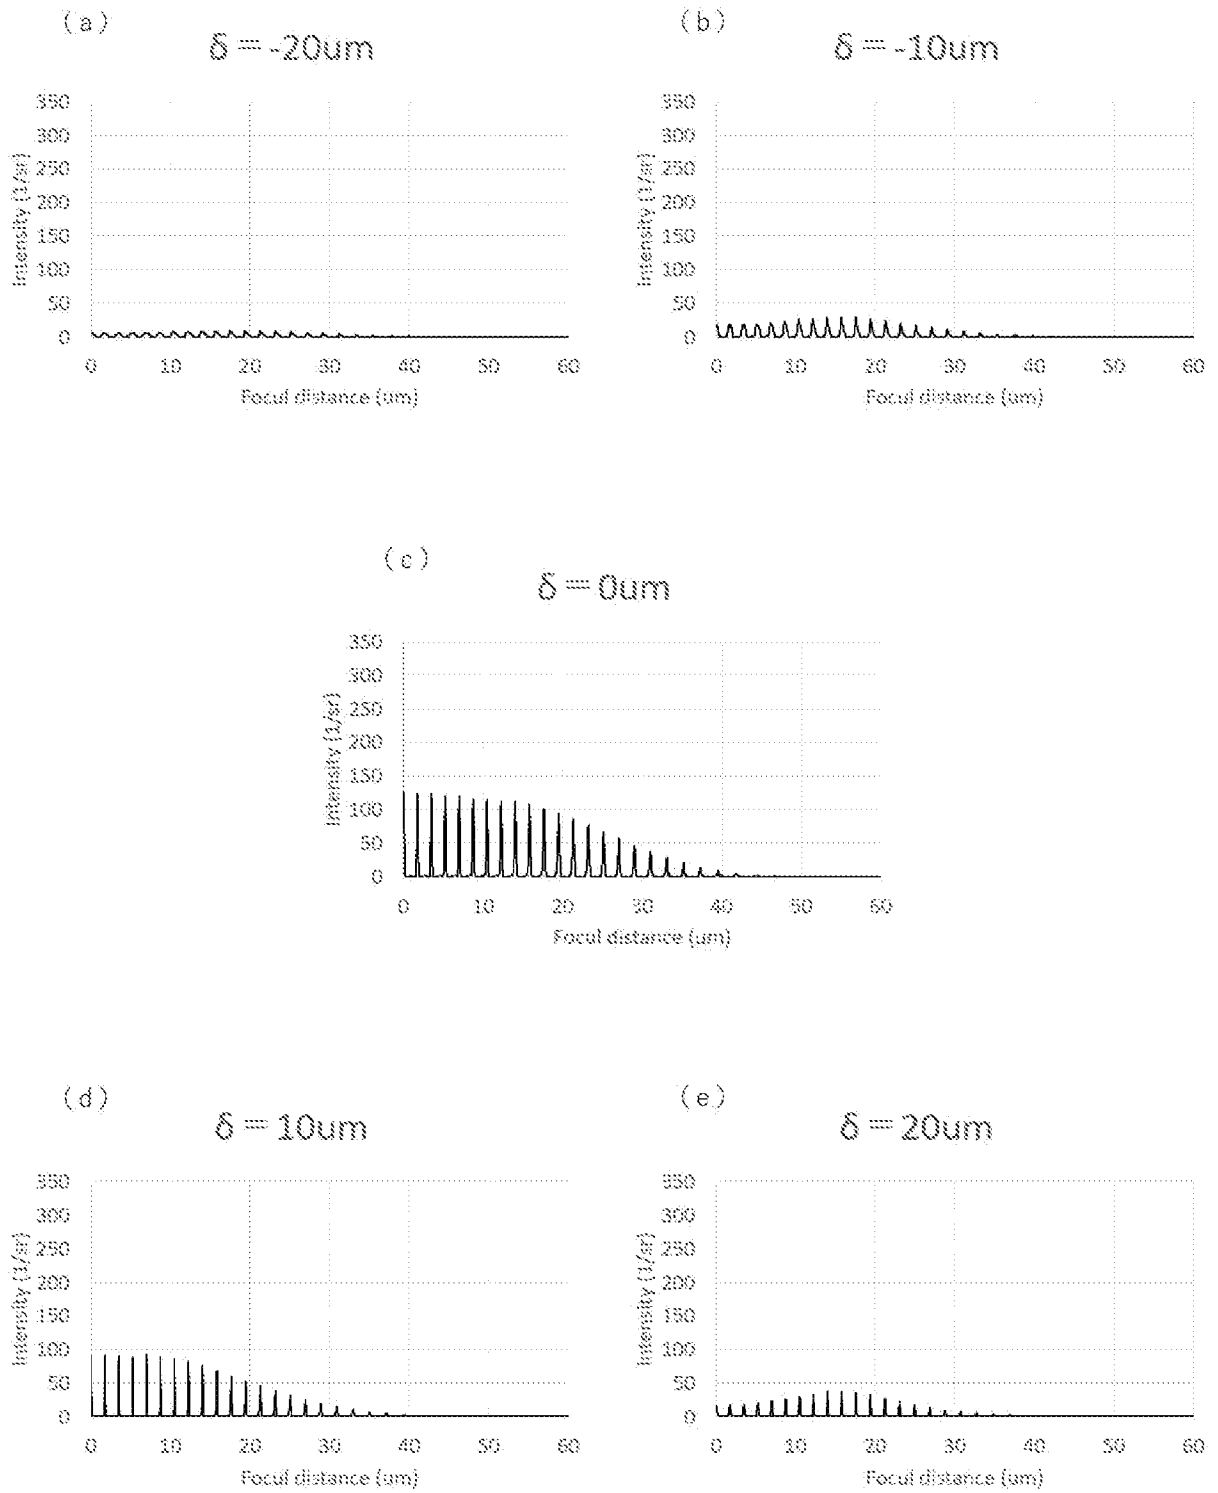 (a)
δ = -20um
350
300
250
200
150
100
50
0
Intensity (1/sr)
0 10 20 30 40 50 60
Focul distance (um)
(b)
δ = -10um
350
300
250
200
150
100
50
0
Intensity (1/sr)
0 10 20 30 40 50 60
Focul distance (um)
(c)
δ = 0um
350
300
250
200
150
100
50
0
Intensity (1/sr)
0 10 20 30 40 50 60
Focul distance (um)
(d)
δ = 10um
350
300
250
200
150
100
50
0
Intensity (1/sr)
0 10 20 30 40 50 60
Focul distance (um)
(e)
δ = 20um
350
300
250
200
150
100
50
0
Intensity (1/sr)
0 10 20 30 40 50 60
Focul distance (um)